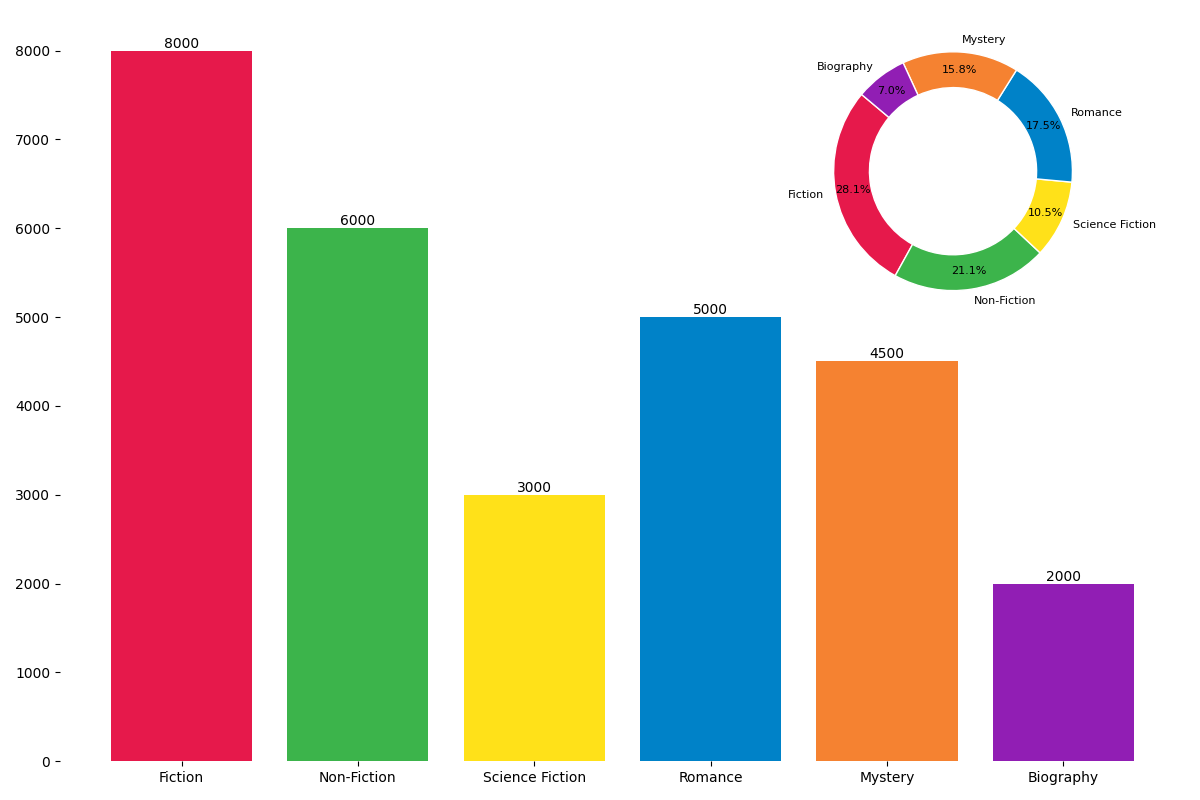 8000
7000
6000
5000
4000
3000
2000
1000
0
8000
6000
3000
5000
4500
2000
Fiction
Non-Fiction
Science Fiction
Romance
Mystery
Biography
Mystery
15.8%
Biography
7.0%
Romance
17.5%
Fiction
28.1%
Science Fiction
10.5%
Non-Fiction
21.1%